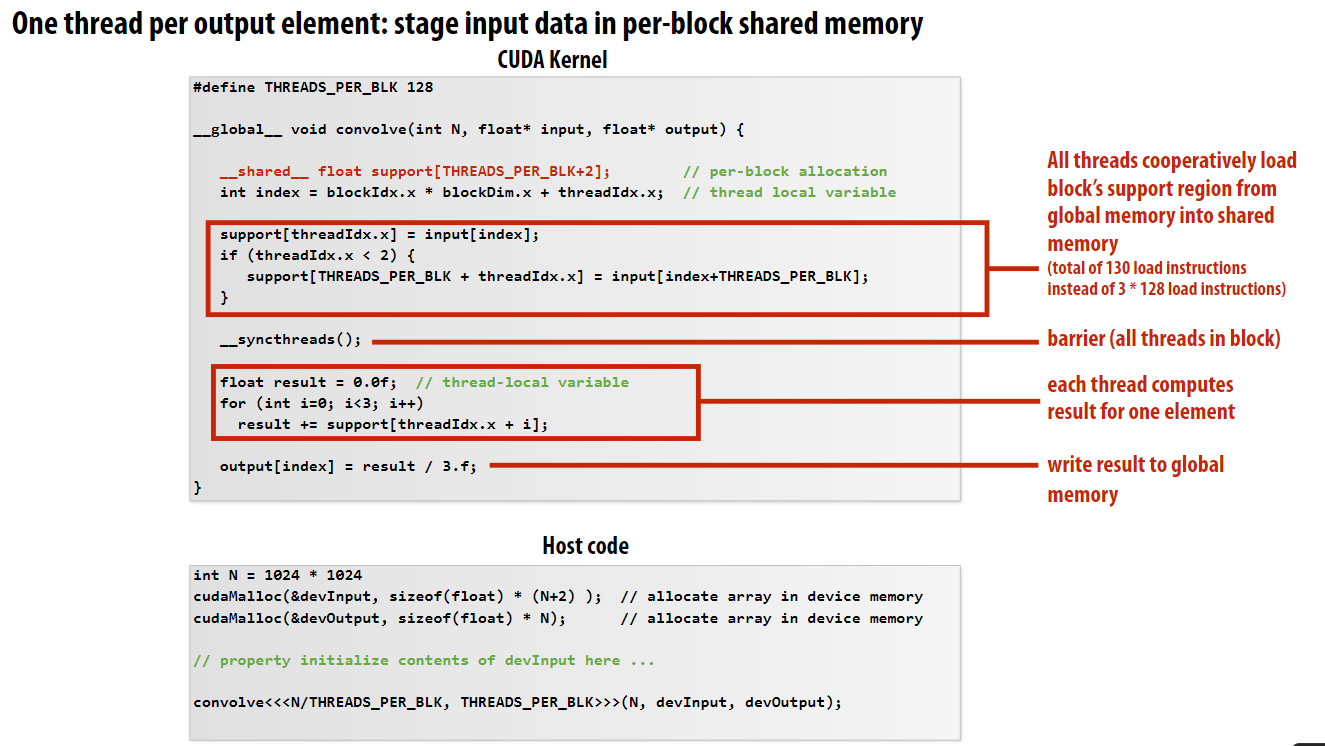 One thread per output element: stage input data in per-block shared memory
CUDA Kernel
#define THREADS_PER_BLK 128
__global__ void convolve(int N, float* input, float* output) {
__shared__ float support[THREADS_PER_BLK+2];        // per-block allocation
int index = blockIdx.x * blockDim.x + threadIdx.x;  // thread local variable
support[threadIdx.x] = input[index];
if (threadIdx.x < 2) {
support[THREADS_PER_BLK + threadIdx.x] = input[index+THREADS_PER_BLK];
}
__syncthreads();
float result = 0.0f;  // thread-local variable
for (int i=0; i<3; i++)
result += support[threadIdx.x + i];
output[index] = result / 3.f;
}
All threads cooperatively load
block's support region from
global memory into shared
memory
(total of 130 load instructions
instead of 3 * 128 load instructions)
barrier (all threads in block)
each thread computes
result for one element
write result to global
memory
Host code
int N = 1024 * 1024
cudaMalloc(&devInput, sizeof(float) * (N+2) );  // allocate array in device memory
cudaMalloc(&devOutput, sizeof(float) * N);      // allocate array in device memory
// property initialize contents of devInput here ...
convolve<<<N/THREADS_PER_BLK, THREADS_PER_BLK>>>(N, devInput, devOutput);